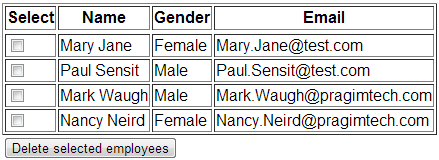 Select Name Gender Email
Mary Jane Female Mary.Jane@test.com
Paul Sensit Male Paul.Sensit@test.com
Mark Waugh Male Mark.Waugh@pragimtech.com
Nancy Neird Female Nancy.Neird@pragimtech.com
Delete selected employees